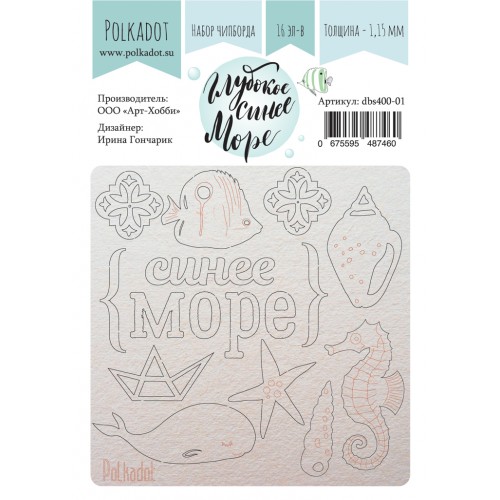 POLKADOT
www.polkadot.su
НАБОР ЧИПБОРДА
16 ЭЛ-В
ТОЛЩИНА - 1,15 ММ
Производитель:
ООО «Арт-Хобби»
Дизайнер:
Ирина Гончарик
Глубокое
синее
Море
Артикул: dbs400-01
0 675595 487460
{ синее
море }
Polkadot